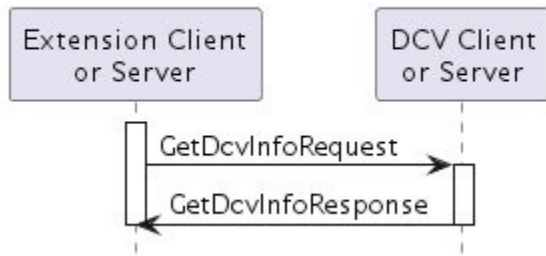 Extension Client
or Server
DCV Client
or Server
GetDcvInfoRequest
GetDcvInfoResponse